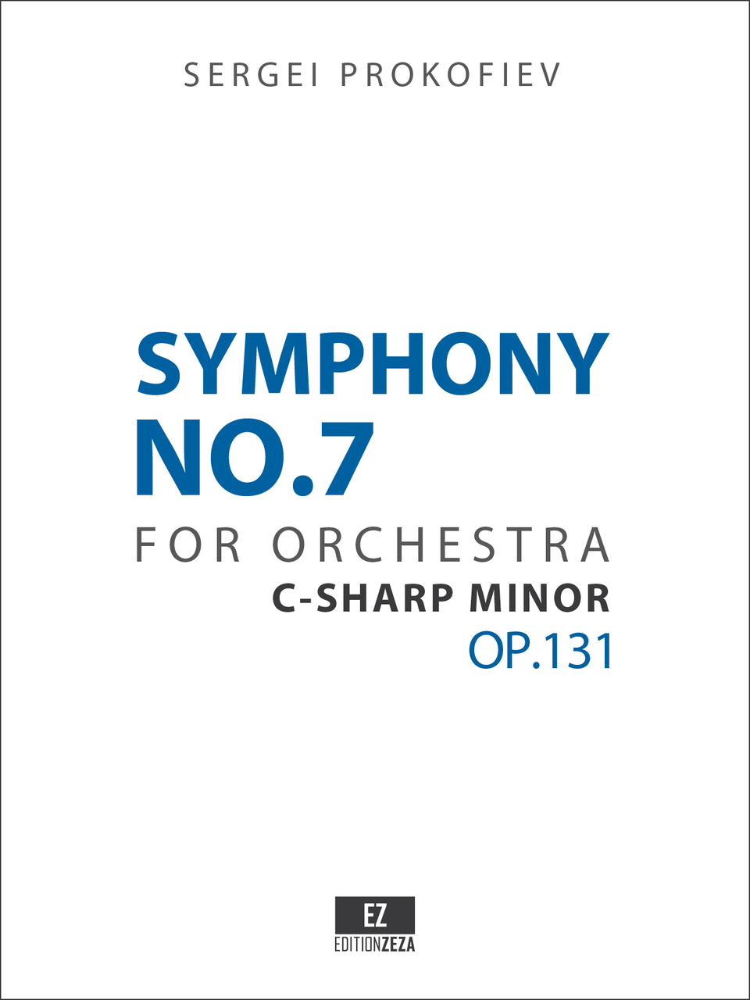 SERGEI PROKOFIEV
SYMPHONY
NO.7
FOR ORCHESTRA
C-SHARP MINOR
OP.131
EZ
EDITIONZEZA